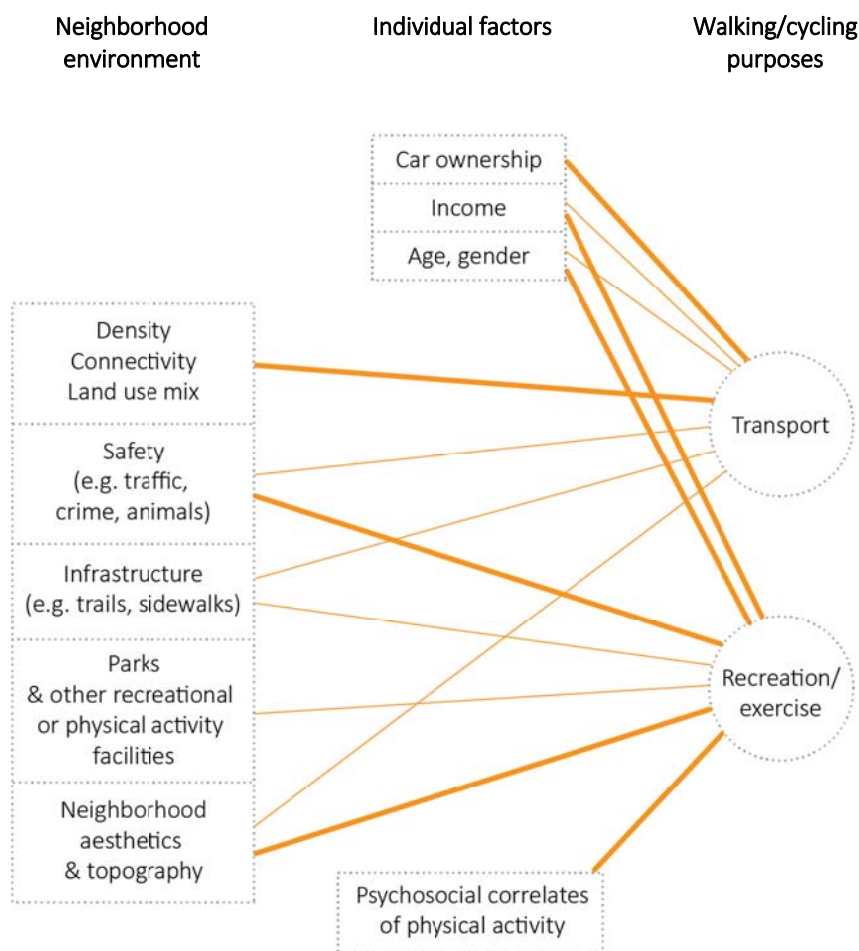 Neighborhood
environment
Individual factors
Walking/cycling
purposes
Car ownership
Income
Age, gender
Density
Connectivity
Land use mix
Safety
(e.g. traffic,
crime, animals)
Infrastructure
(e.g. trails, sidewalks)
Parks
& other recreational
or physical activity
facilities
Neighborhood
aesthetics
& topography
Transport
Recreation/
exercise
Psychosocial correlates
of physical activity